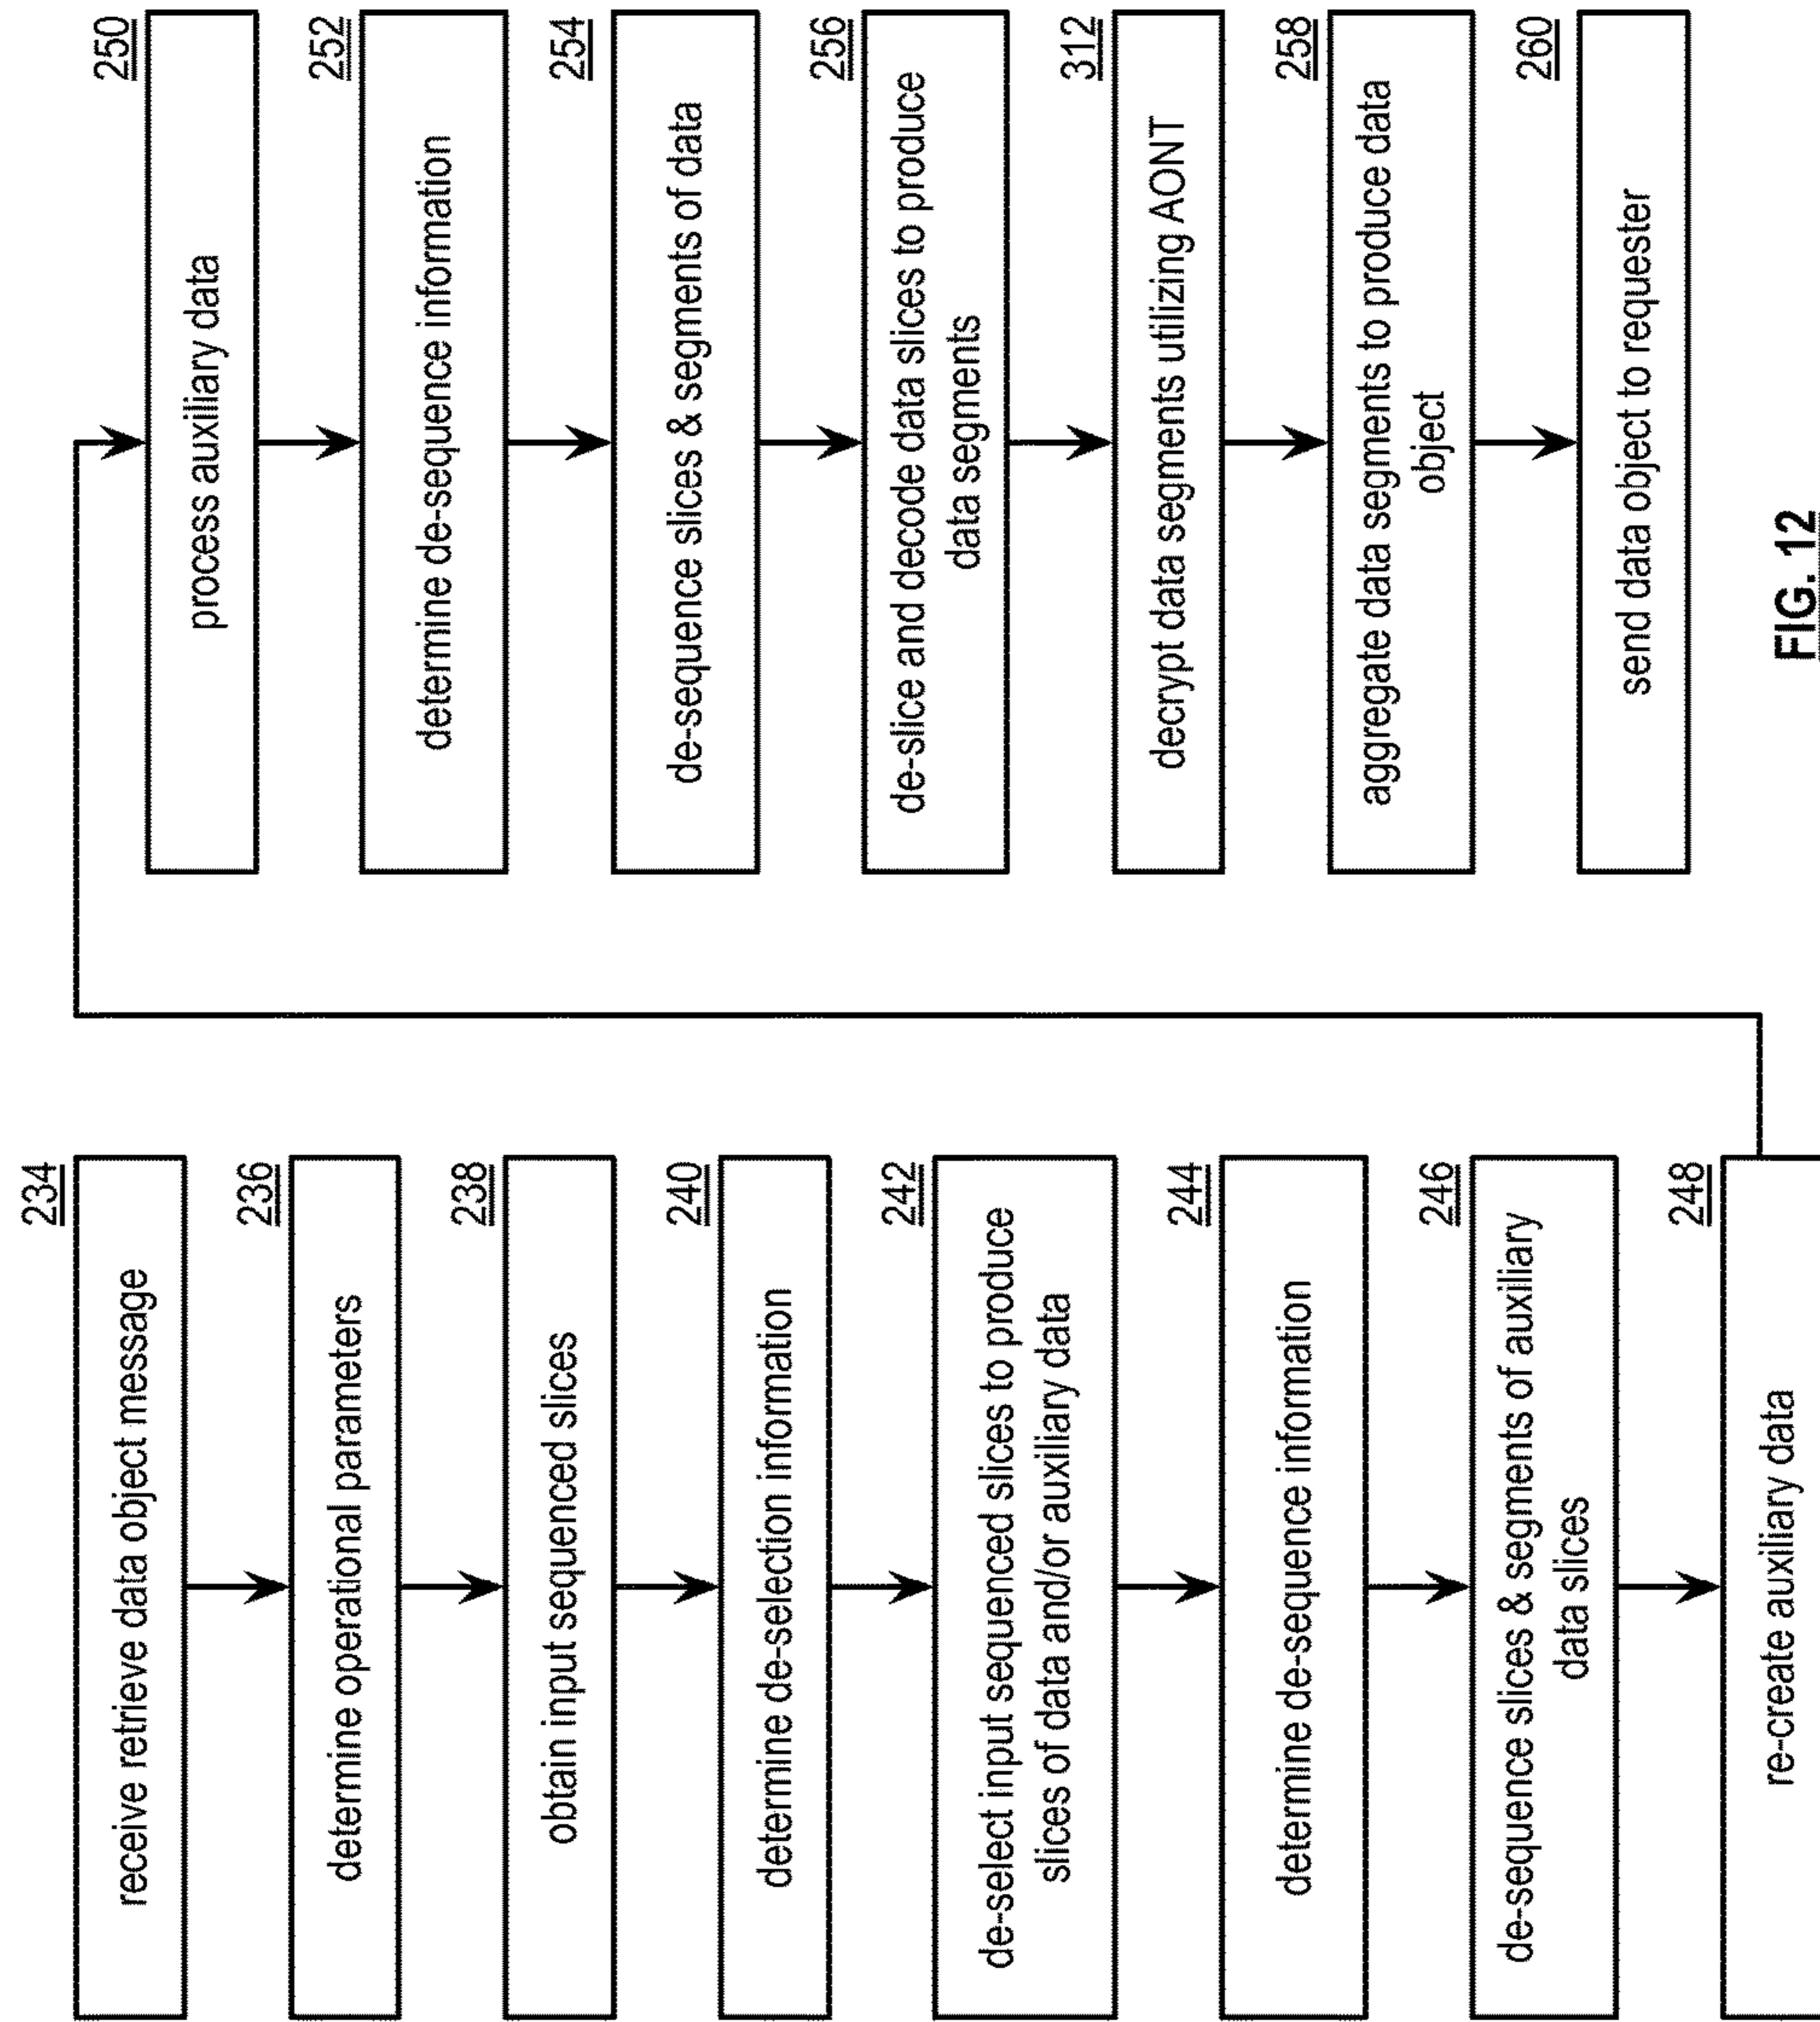 234
receive retrieve data object message
236
determine operational parameters
238
obtain input sequenced slices
240
determine de-selection information
242
de-select input sequenced slices to produce
slices of data and/or auxiliary data
244
determine de-sequence information
246
de-sequence slices & segments of auxiliary
data slices
248
re-create auxiliary data
250
process auxiliary data
252
determine de-sequence information
254
de-sequence slices & segments of data
256
de-slice and decode data slices to produce
data segments
312
decrypt data segments utilizing AONT
258
aggregate data segments to produce data
object
260
send data object to requester
FIG. 12